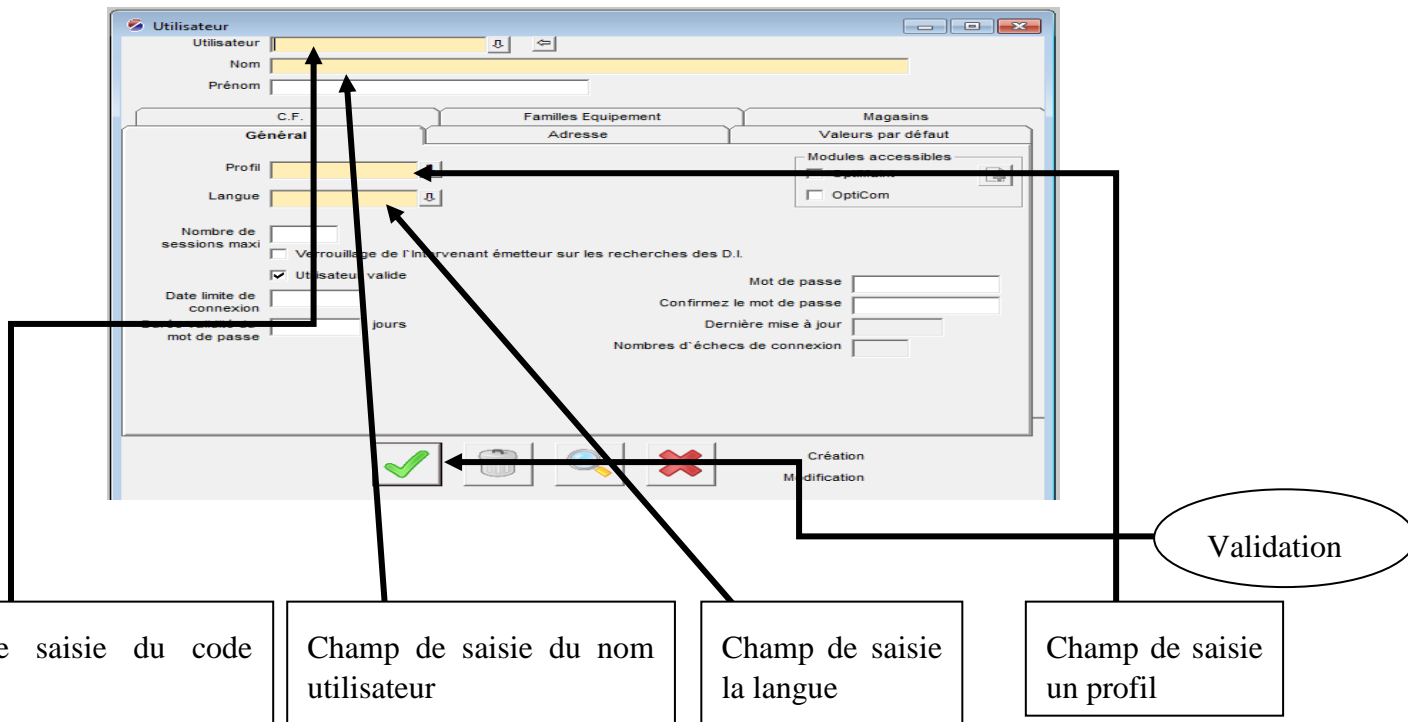 Utilisateur
Utilisateur
Nom
Prénom
C.F.
Familles Equipement
Magasins
Général
Adresse
Valeurs par défaut
Profil
Langue
Modules accessibles
OptiMaint
OptiCom
Nombre de
sessions maxi
Verrouillage de l`Intervenant émetteur sur les recherches des D.I.
Utilisateur valide
Date limite de
connexion
Durée validité du
mot de passe
jours
Mot de passe
Confirmez le mot de passe
Dernière mise à jour
Nombres d`échecs de connexion
Création
Modification
Validation
e saisie du code
Champ de saisie du nom
utilisateur
Champ de saisie
la langue
Champ de saisie
un profil